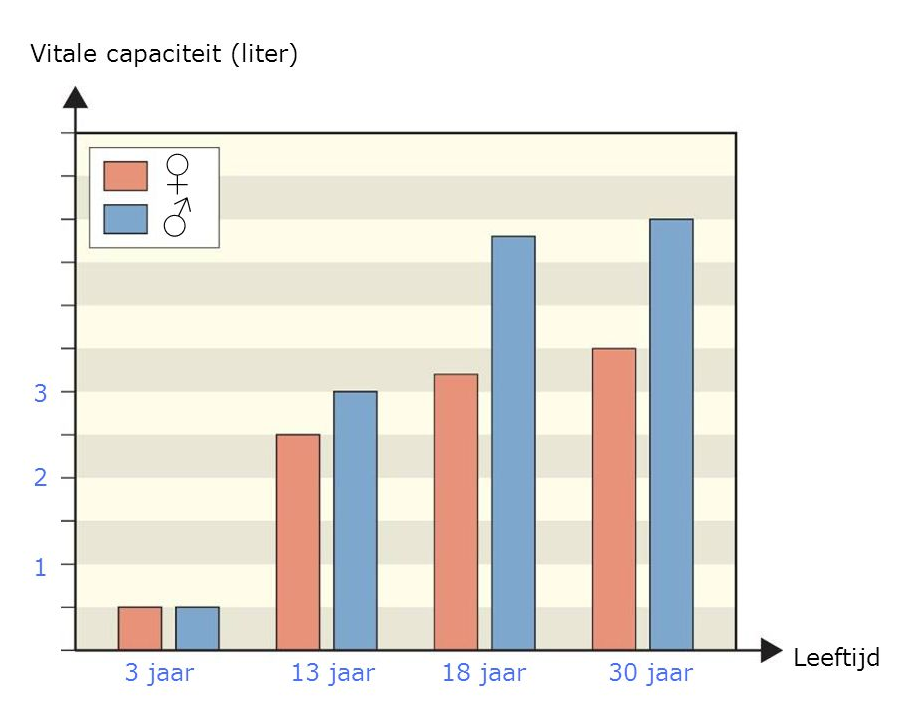 Vitale capaciteit (liter)
♀
♂
3
2
1
3 jaar
13 jaar
18 jaar
30 jaar
Leeftijd